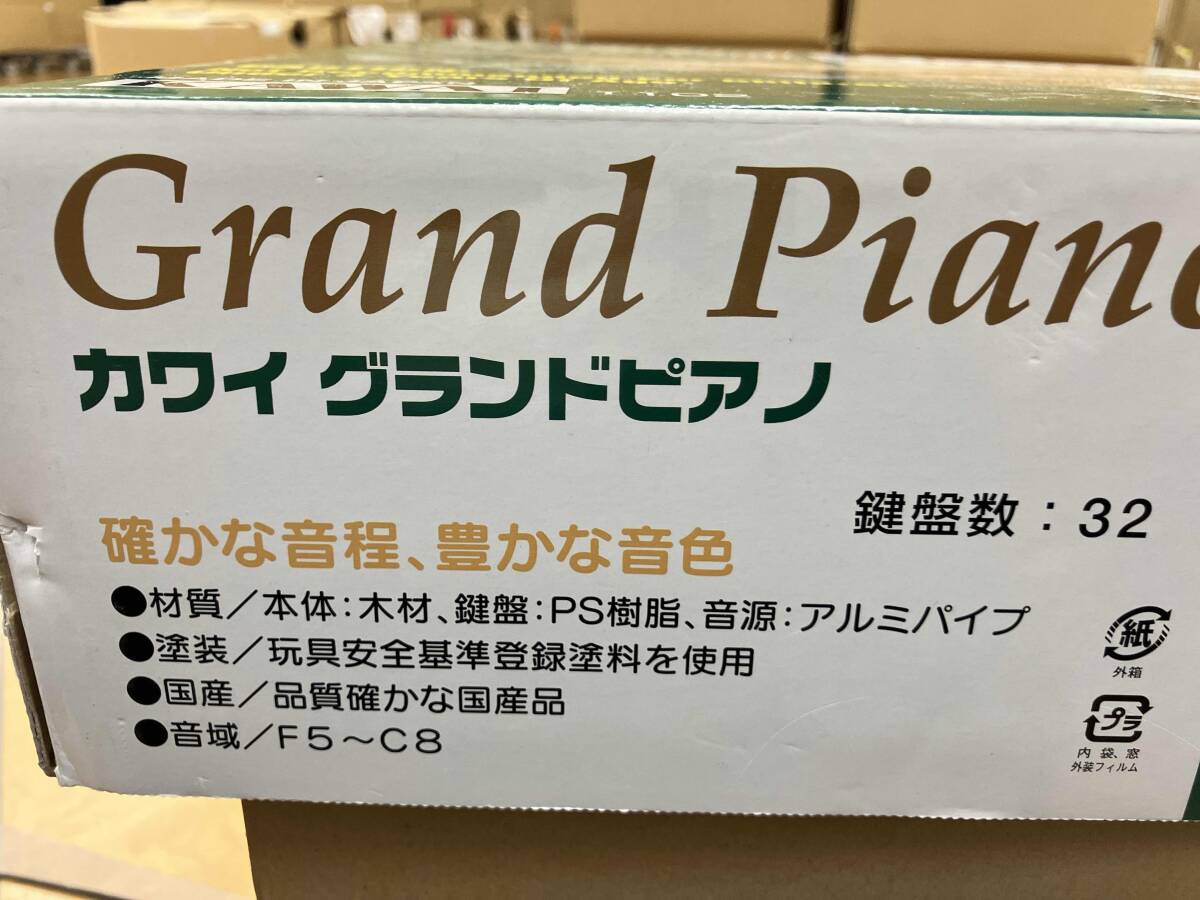 Grand Piano
カワイ グランドピアノ
鍵盤数：32
確かな音程、豊かな音色
●材質／本体：木材、鍵盤：PS樹脂、音源：アルミパイプ
●塗装／玩具安全基準登録塗料を使用
●国産／品質確かな国産品
●音域／F5～C8
紙
外箱
プラ
内袋、窓
外装フィルム